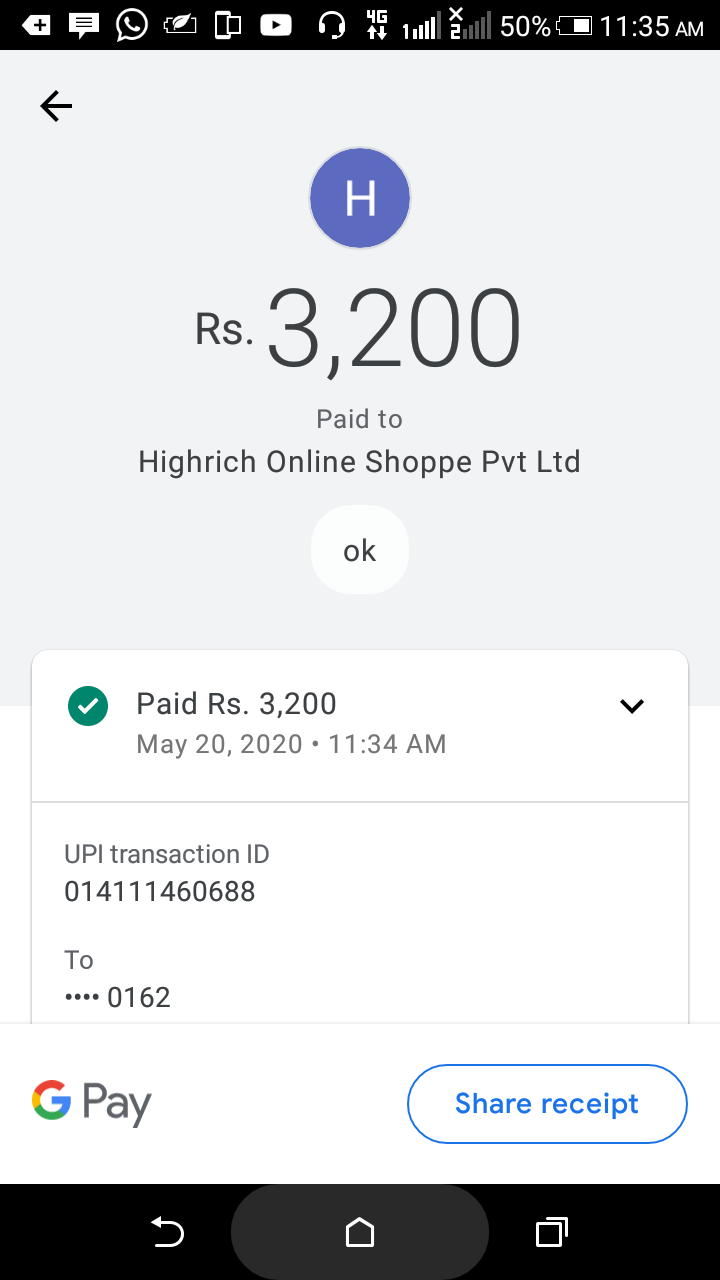 4G
1
2
50%
11:35 AM
H
Rs. 3,200
Paid to
Highrich Online Shoppe Pvt Ltd
ok
Paid Rs. 3,200
May 20, 2020 • 11:34 AM
UPI transaction ID
014111460688
To
•••• 0162
G Pay
Share receipt